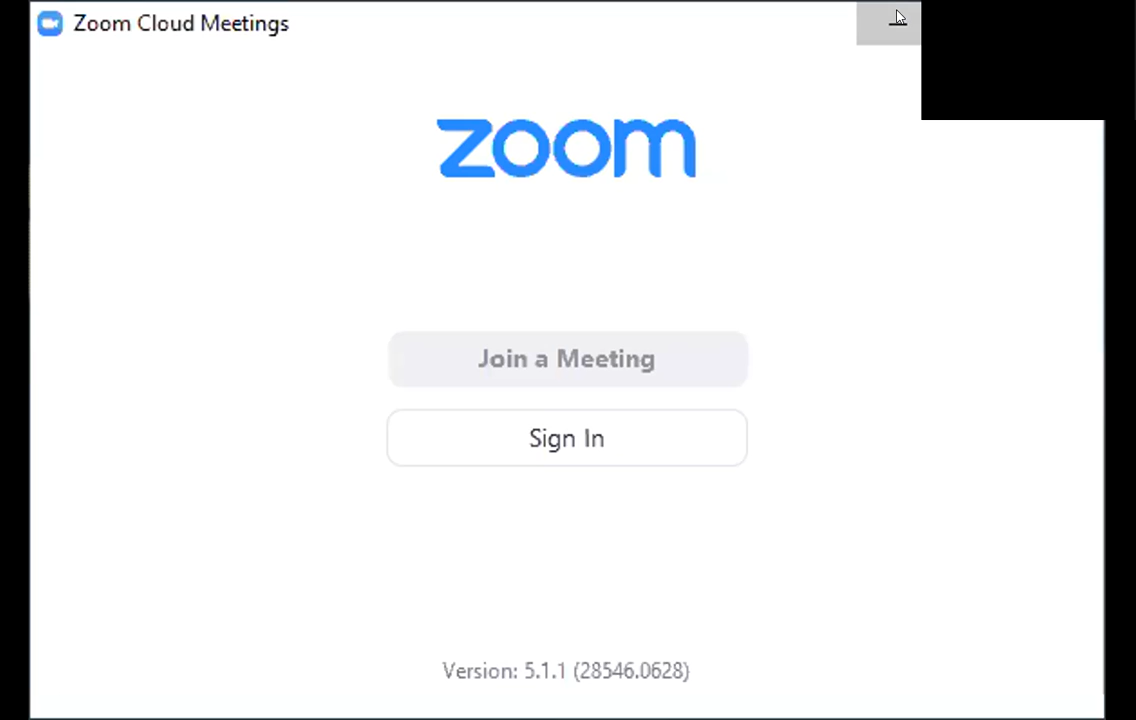 Zoom Cloud Meetings
zoom
Join a Meeting
Sign In
Version: 5.1.1 (28546.0628)